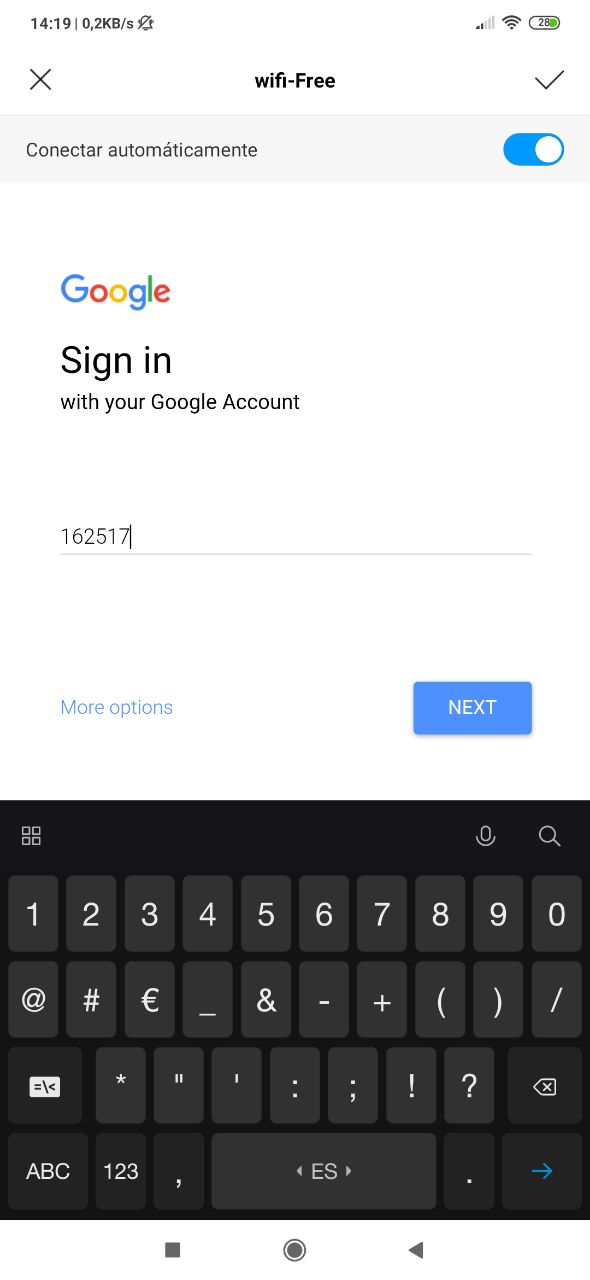 14:19 | 0,2KB/s
28
wifi-Free
Conectar automáticamente
Google
Sign in
with your Google Account
162517
More options
NEXT
1 2 3 4 5 6 7 8 9 0
@ # € _ & - + ( ) /
=\< * " ' : ; ! ?
ABC 123 , ES .